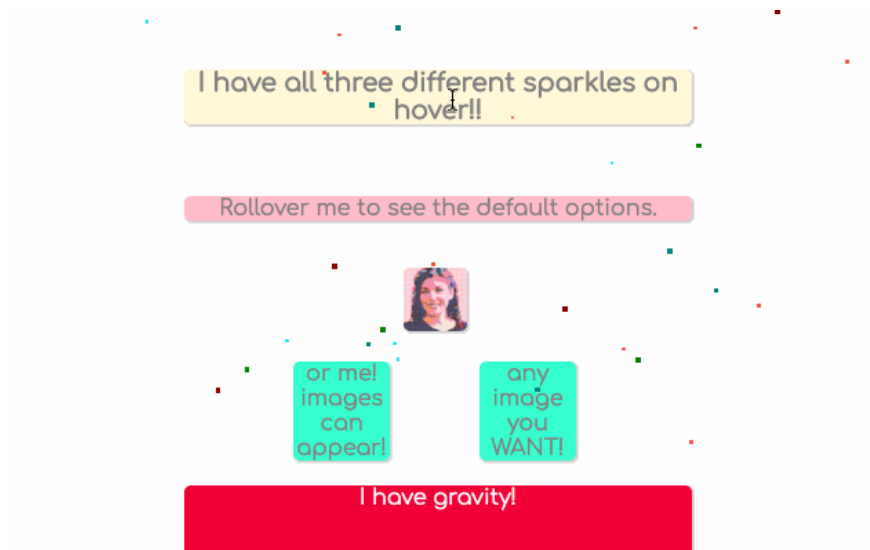 I have all three different sparkles on
hover!!
Rollover me to see the default options.
or me!
images
can
appear!
any
image
you
WANT!
I have gravity!